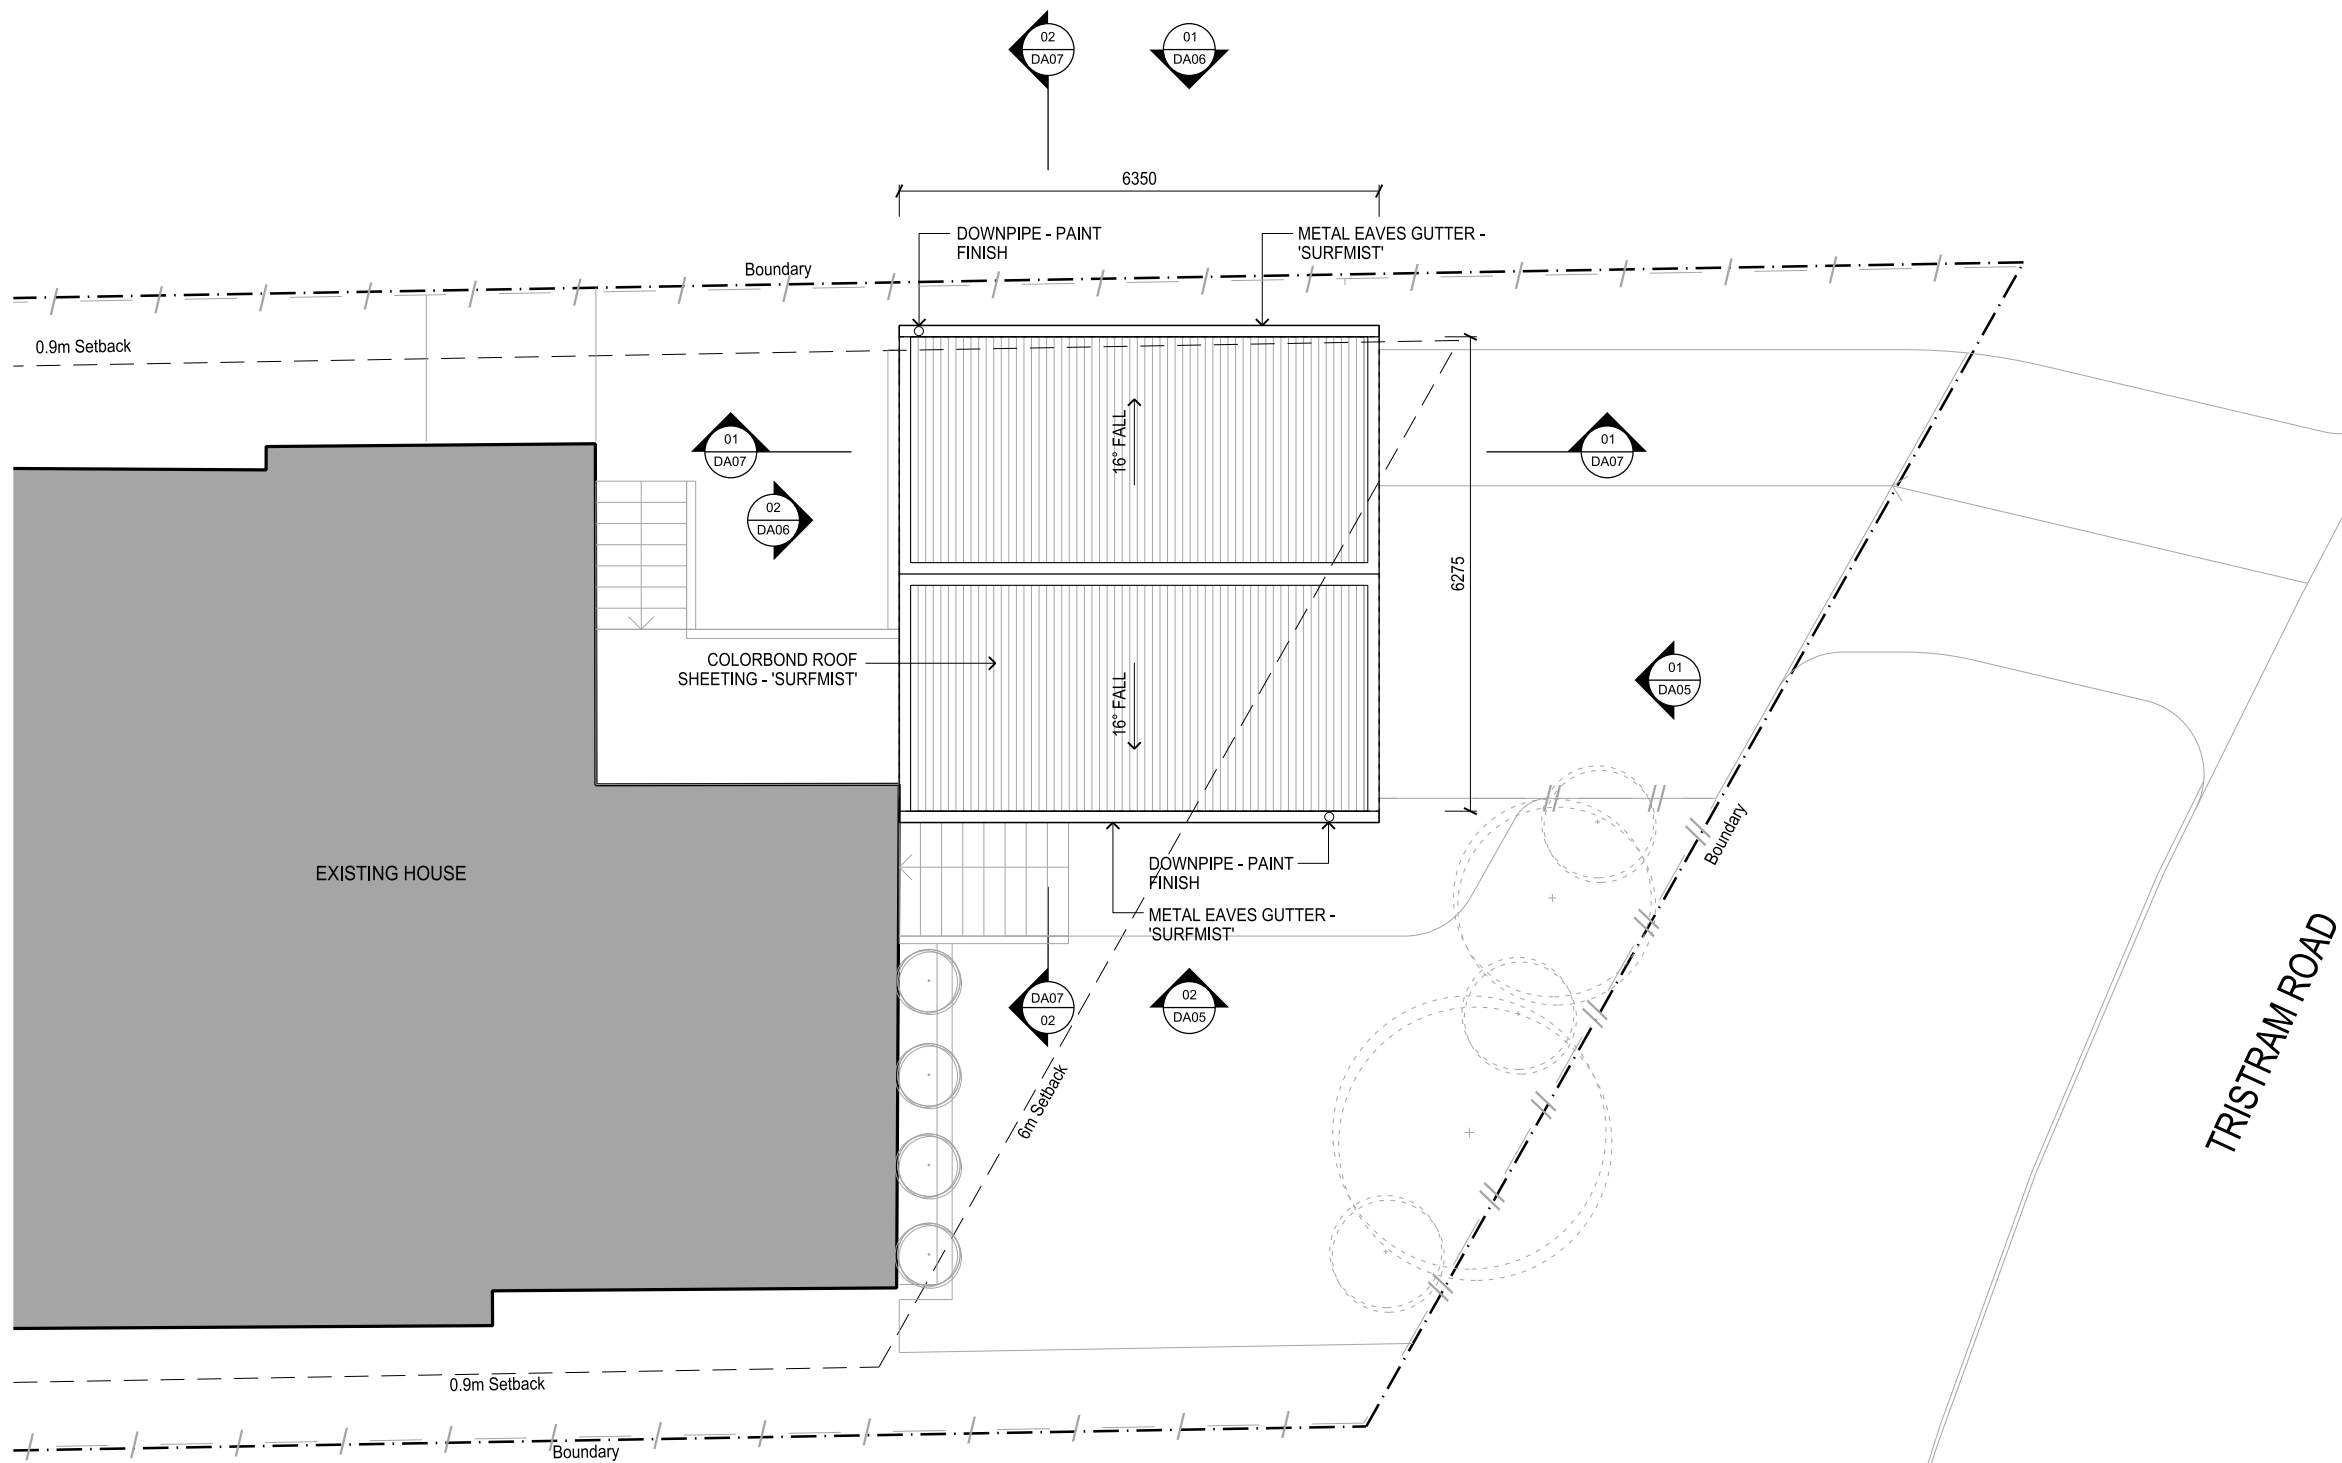 02
DA07
01
DA06
6350
DOWNPIPE - PAINT
FINISH
METAL EAVES GUTTER -
'SURFMIST'
Boundary
0.9m Setback
01
DA07
16° FALL
01
DA07
02
DA06
6275
COLORBOND ROOF
SHEETING - 'SURFMIST'
16° FALL
01
DA05
Boundary
EXISTING HOUSE
DOWNPIPE - PAINT
FINISH
METAL EAVES GUTTER -
'SURFMIST'
DA07
02
02
DA05
6m Setback
TRISTRAM ROAD
0.9m Setback
Boundary